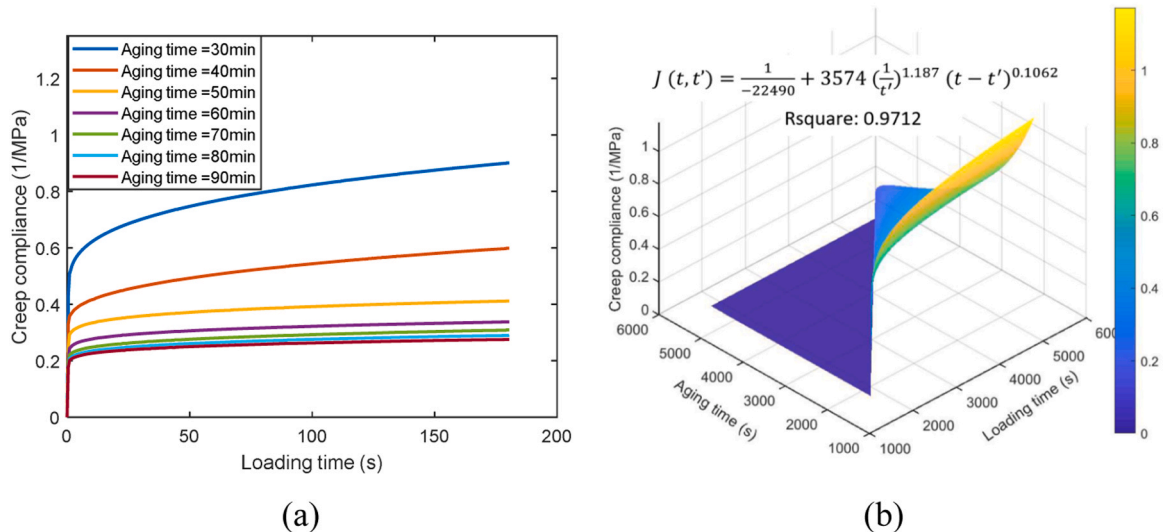 Aging time =30min
Aging time =40min
Aging time =50min
Aging time =60min
Aging time =70min
Aging time =80min
Aging time =90min
1.2
1
0.8
0.6
0.4
0.2
0
0
50
100
150
200
Creep compliance (1/MPa)
Loading time (s)
(a)
J (t, t′) = 1/−22490 + 3574 (1/t′)^1.187 (t − t′)^0.1062
Rsquare: 0.9712
Creep compliance (1/MPa)
1
0.8
0.6
0.4
0.2
0
6000
5000
4000
3000
2000
1000
Aging time (s)
1000
2000
3000
4000
5000
60
Loading time (s)
1
0.8
0.6
0.4
0.2
0
(b)